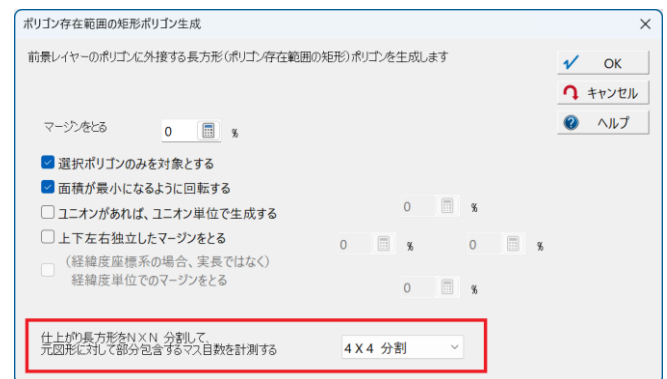 ポリゴン存在範囲の矩形ポリゴン生成
前景レイヤーのポリゴンに外接する長方形(ポリゴン存在範囲の矩形)ポリゴンを生成します
OK
キャンセル
ヘルプ
マージンをとる 0 %
選択ポリゴンのみを対象とする
面積が最小になるように回転する
ユニオンがあれば、ユニオン単位で生成する
0 %
上下左右独立したマージンをとる
0 % 0 %
(経緯度座標系の場合、実長ではなく)
経緯度単位でのマージンをとる
0 %
仕上がり長方形をN×N 分割して、
元図形に対して部分包含するマス目数を計測する
4 X 4 分割